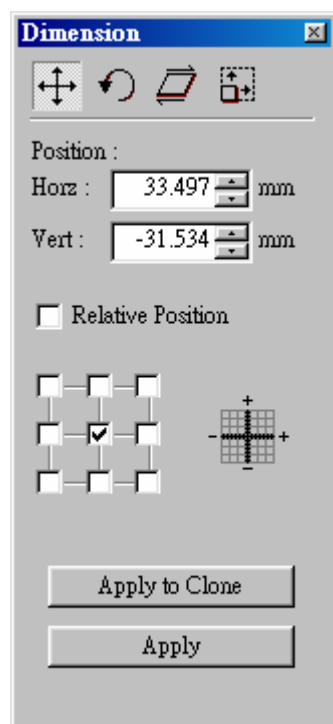 Dimension
Position :
Horz : 33.497 mm
Vert : -31.534 mm
Relative Position
+
- +
-
Apply to Clone
Apply